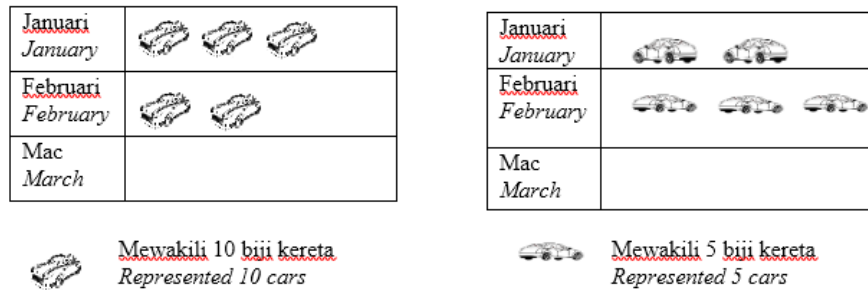 Januari
January
Februari
February
Mac
March
Mewakili 10 biji kereta
Represented 10 cars
Januari
January
Februari
February
Mac
March
Mewakili 5 biji kereta
Represented 5 cars